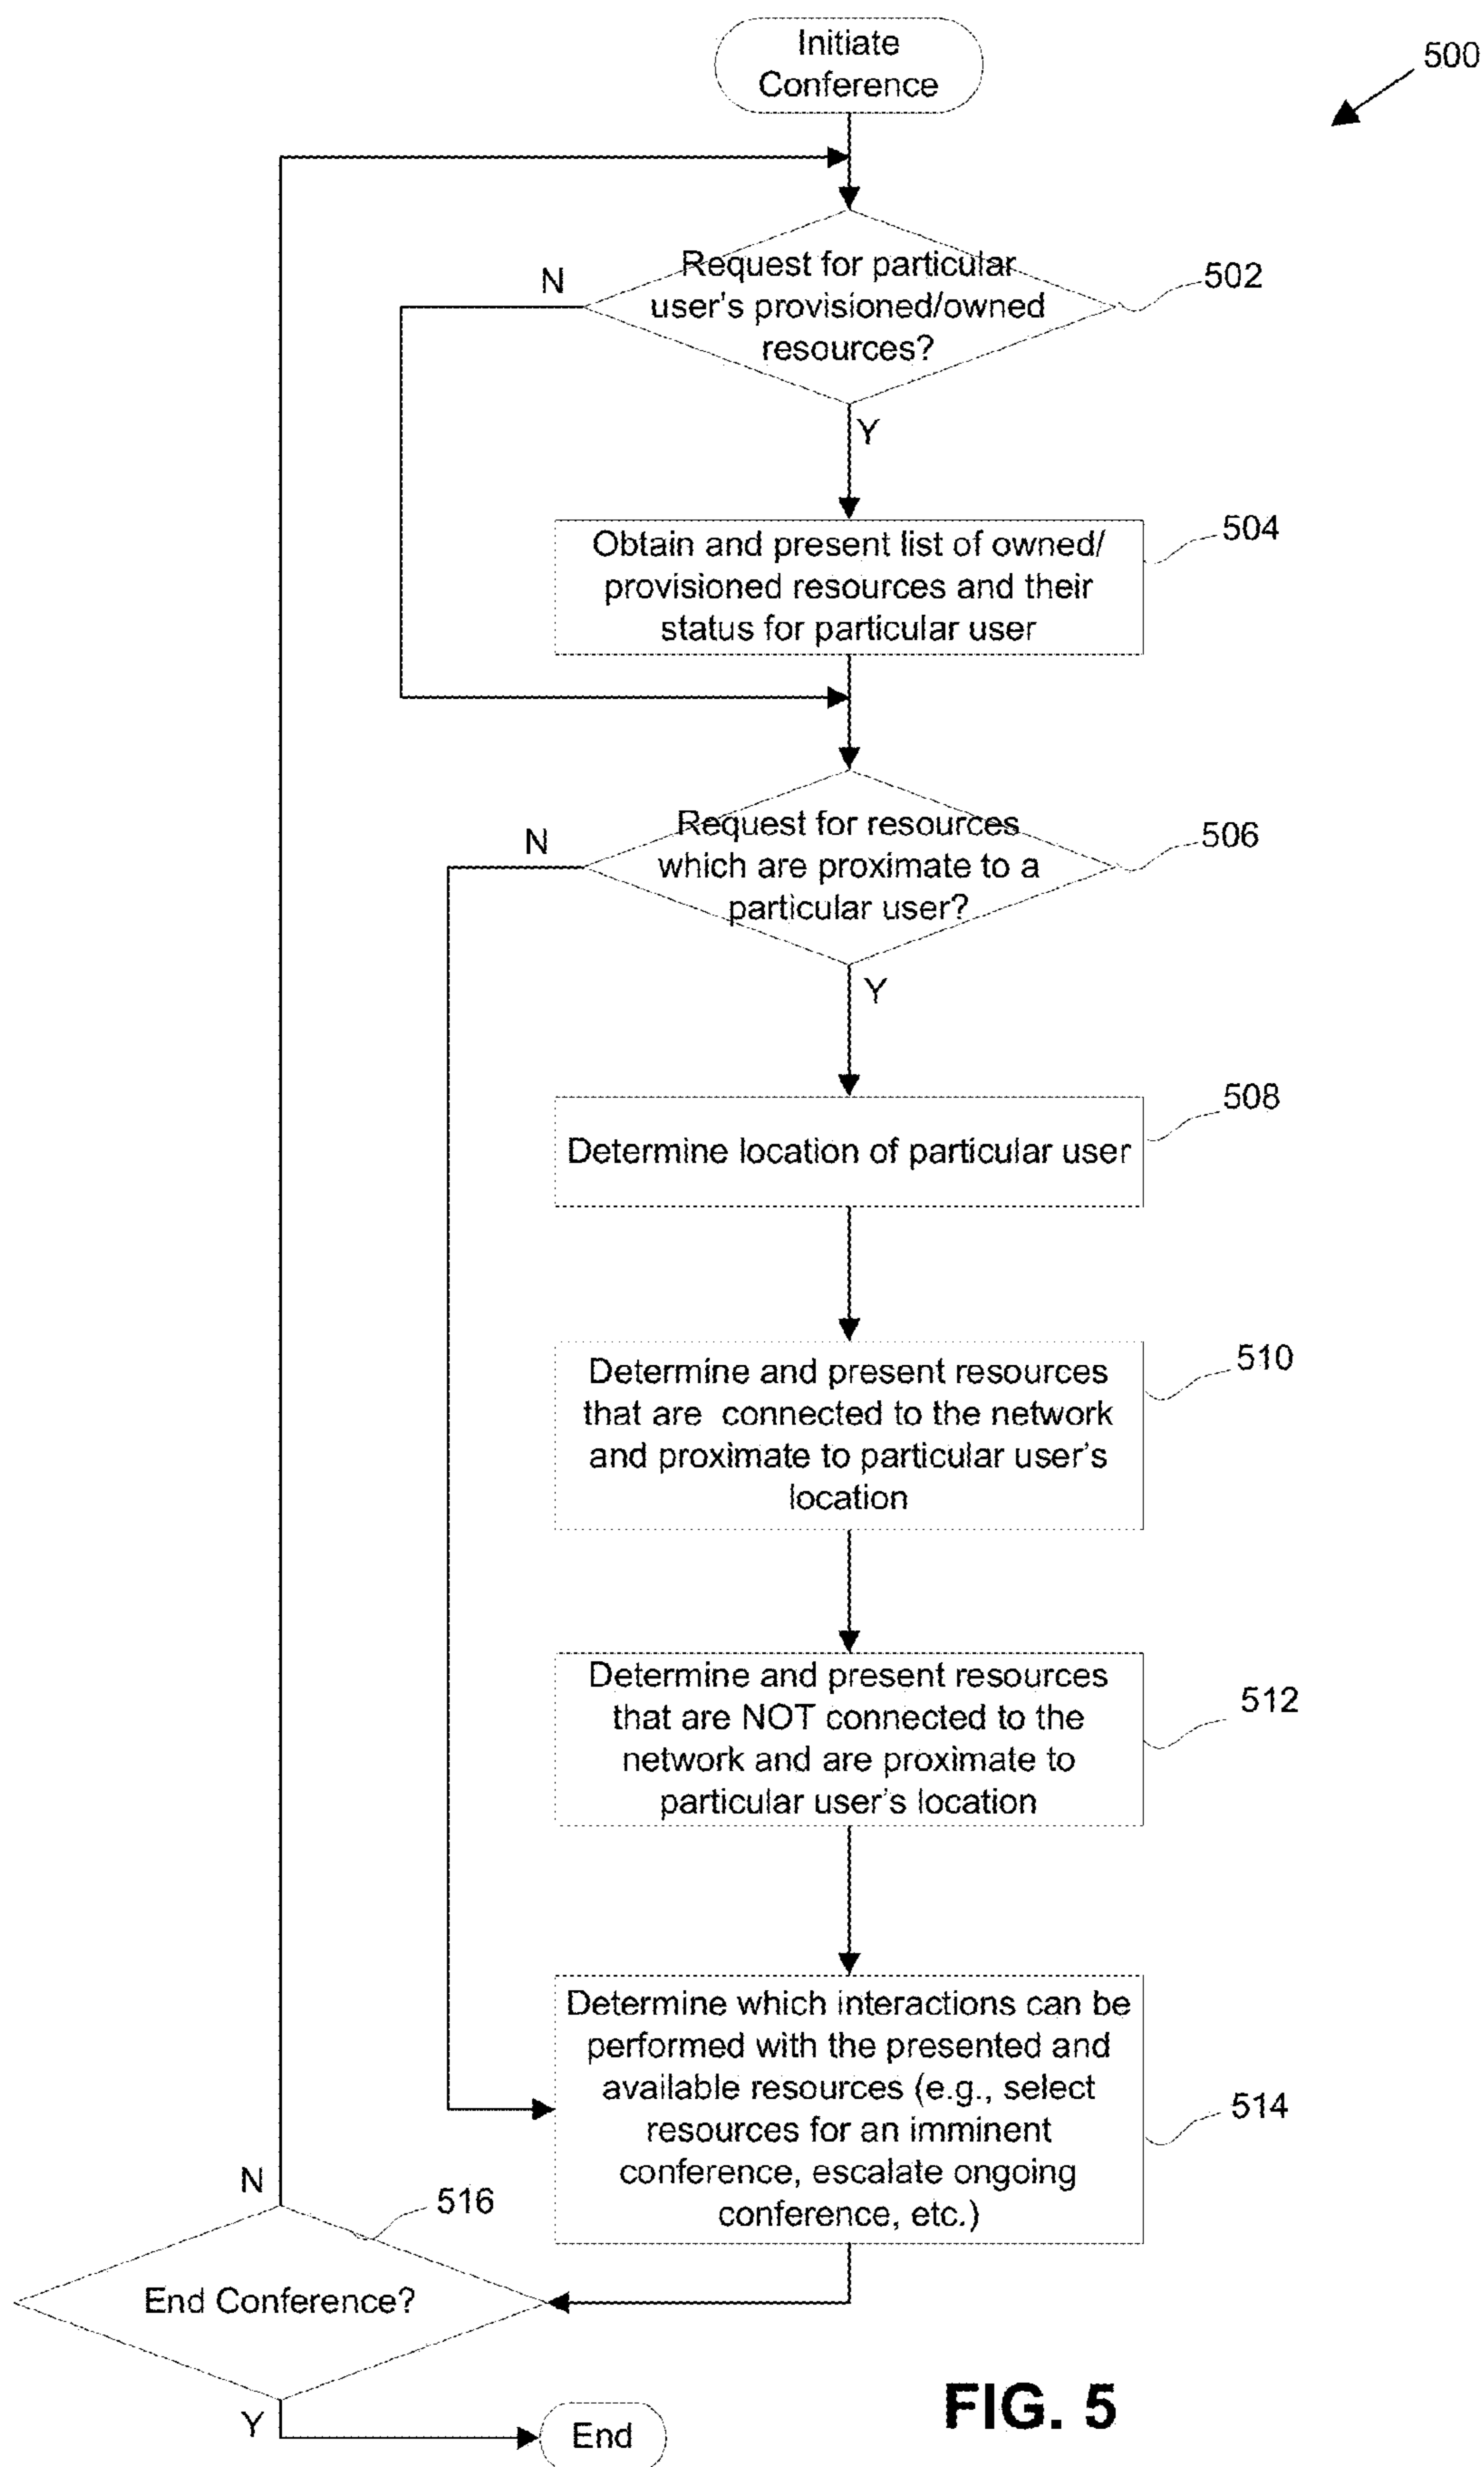 Initiate
Conference
500
Request for particular
user's provisioned/owned
resources?
502
N
Y
Obtain and present list of owned/
provisioned resources and their
status for particular user
504
Request for resources
which are proximate to a
particular user?
506
N
Y
Determine location of particular user
508
Determine and present resources
that are connected to the network
and proximate to particular user's
location
510
Determine and present resources
that are NOT connected to the
network and are proximate to
particular user's location
512
Determine which interactions can be
performed with the presented and
available resources (e.g., select
resources for an imminent
conference, escalate ongoing
conference, etc.)
514
N
516
End Conference?
Y
End
FIG. 5